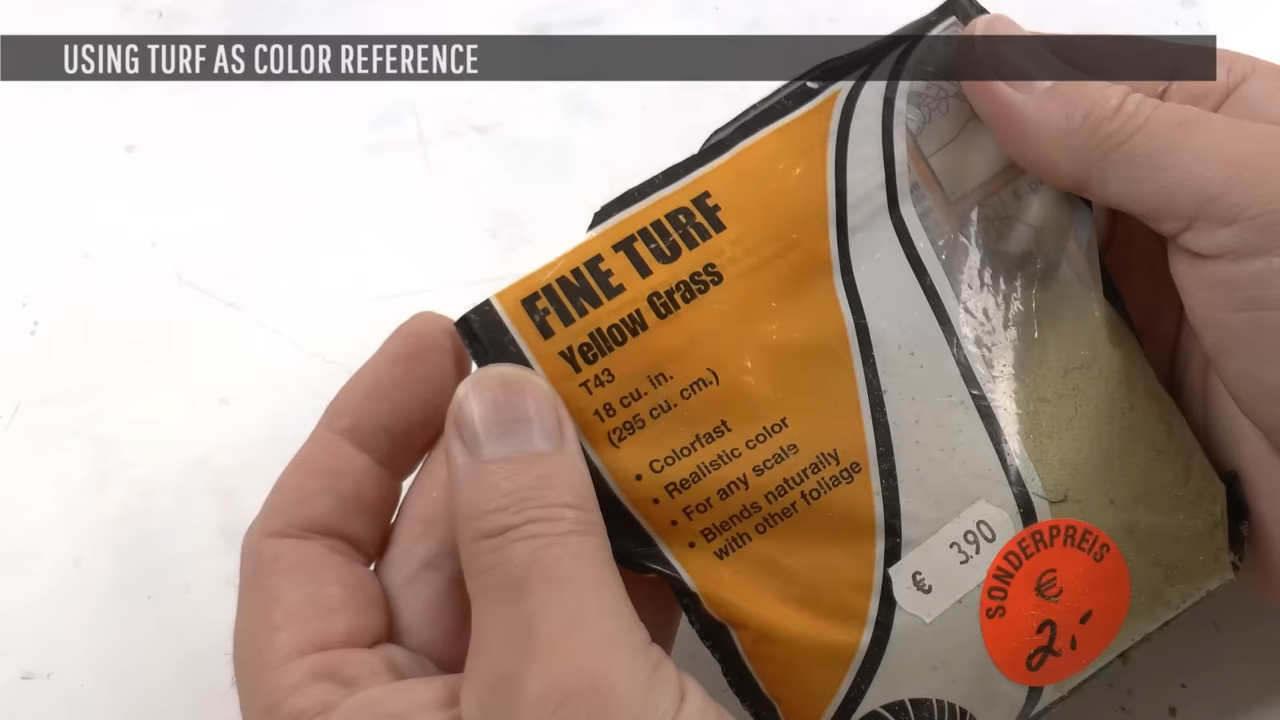 USING TURF AS COLOR REFERENCE
FINE TURF
Yellow Grass
T43
18 cu. in.
(295 cu. cm.)
• Colorfast
• Realistic color
• For any scale
• Blends naturally
with other foliage
€ 3.90
SONDERPREIS
€
2,-